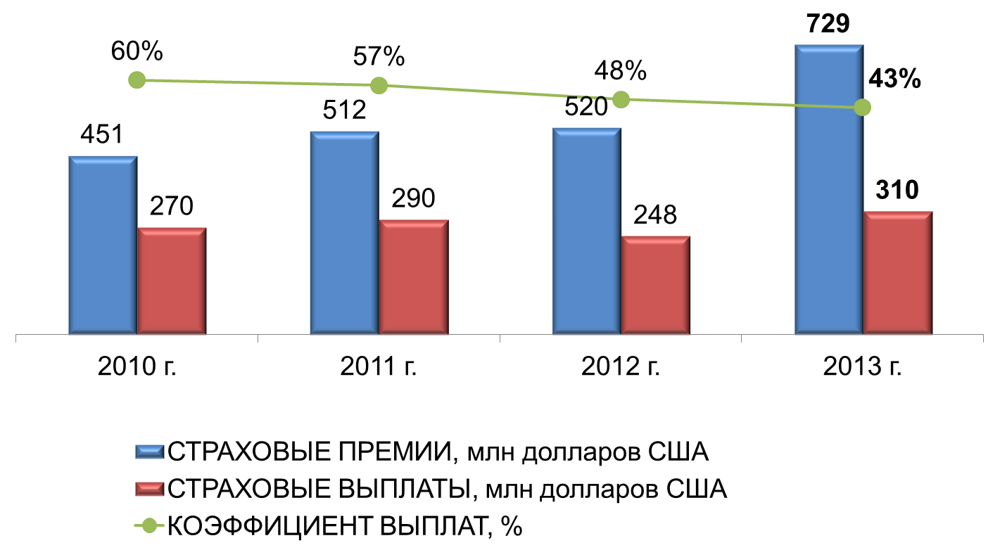 729
60%
57%
48%
43%
451
512
520
270
290
248
310
2010 г.
2011 г.
2012 г.
2013 г.
СТРАХОВЫЕ ПРЕМИИ, млн долларов США
СТРАХОВЫЕ ВЫПЛАТЫ, млн долларов США
КОЭФФИЦИЕНТ ВЫПЛАТ, %